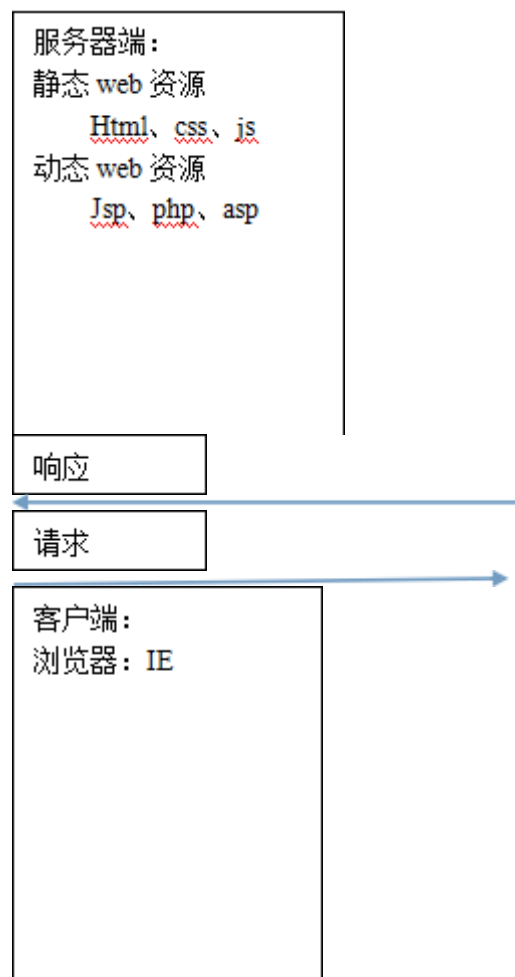 服务器端：
静态 web 资源
Html、css、js
动态 web 资源
Jsp、php、asp
响应
请求
客户端：
浏览器：IE